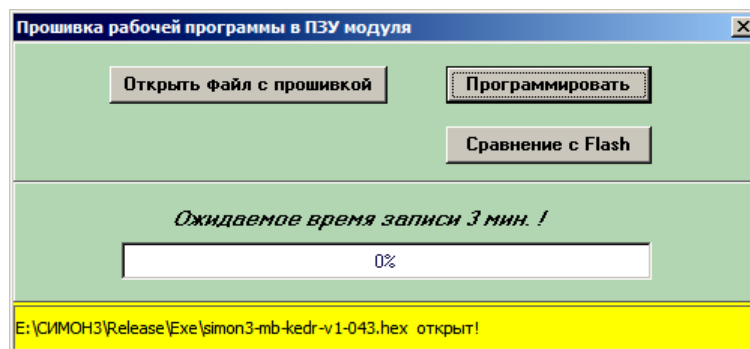 Прошивка рабочей программы в ПЗУ модуля
Открыть файл с прошивкой
Программировать
Сравнение с Flash
Ожидаемое время записи 3 мин. !
0%
E:\СИМОН3\Release\Exe\simon3-mb-kedr-v1-043.hex открыт!